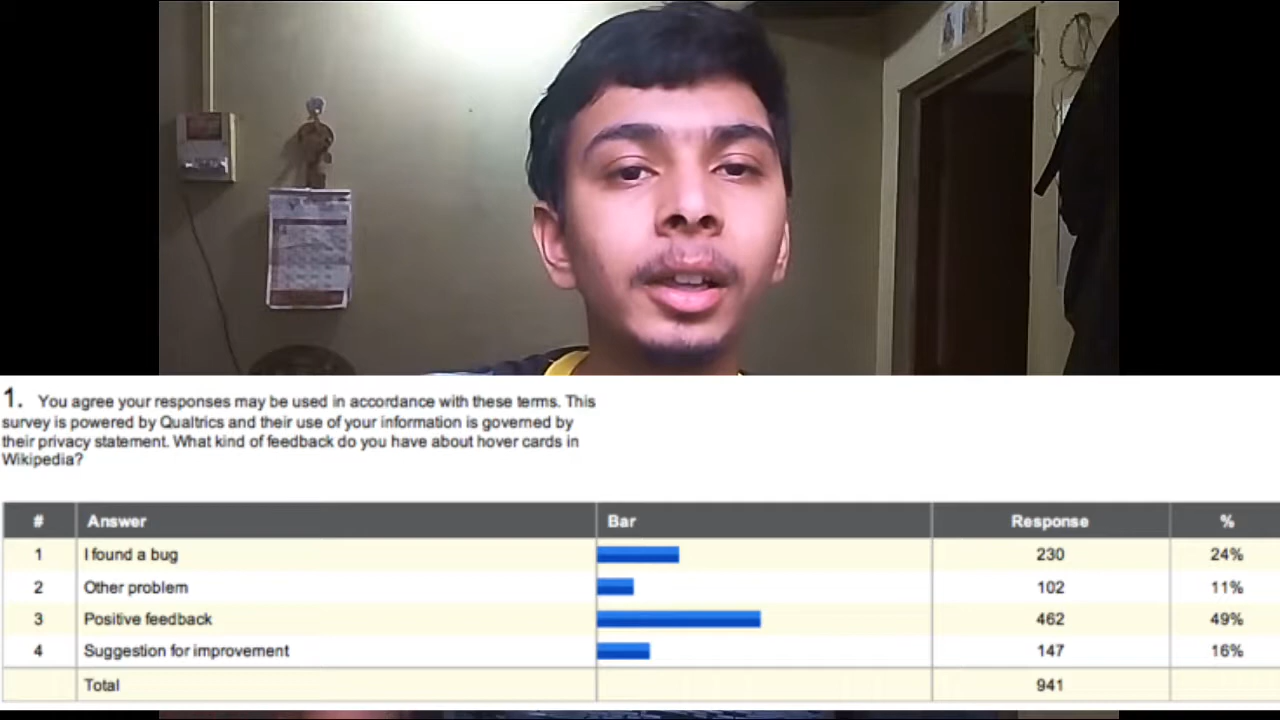 1. You agree your responses may be used in accordance with these terms. This
survey is powered by Qualtrics and their use of your information is governed by
their privacy statement. What kind of feedback do you have about hover cards in
Wikipedia?
# Answer Bar Response %
1 I found a bug 230 24%
2 Other problem 102 11%
3 Positive feedback 462 49%
4 Suggestion for improvement 147 16%
Total 941